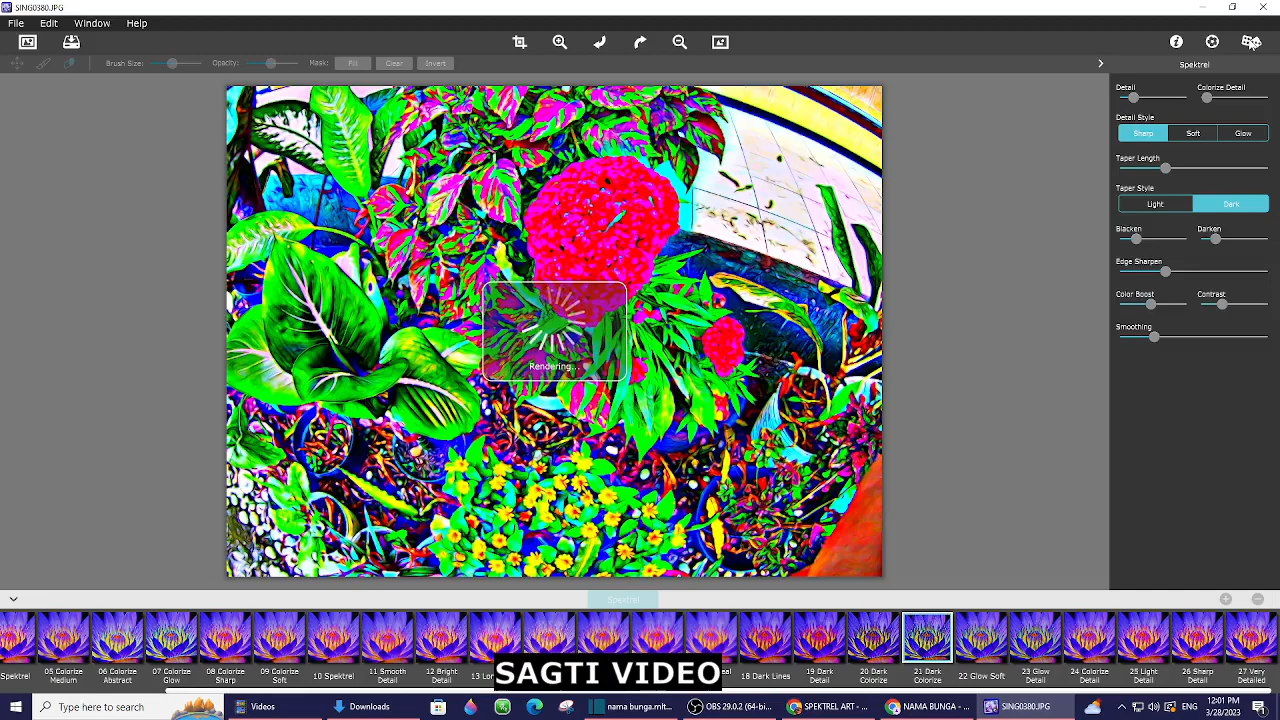 SING0380.JPG
File Edit Window Help
Brush Size: Opacity: Mask: Fill Clear Invert
Spektrel
Detail Colorize Detail
Detail Style
Sharp Soft Glow
Taper Length
Taper Style
Light Dark
Blacken Darken
Edge Sharpen
Color Boost Contrast
Smoothing
Rendering...
Spektrel
Spektrel
05 Colorize Medium
06 Colorize Abstract
07 Colorize Glow
08 Colorize Sharp
09 Colorize Soft
10 Spektrel
11 Smooth Detail
12 Bright
19 Dark Detail
18 Dark Lines
20 Dark Colorize
21 Dark Colorize
22 Glow Soft
23 Glow Detail
24 Colorize Detail
25 Light Detail
26 Sharp Detail
27 Very Detailed
SAGTI VIDEO
Type here to search
Videos
Downloads
nama bunga.mlt...
OBS 29.0.2 (64-bi...
SPEKTREL ART - ...
NAMA BUNGA - ...
SING0380.JPG
ENG
12:01 PM
3/28/2023